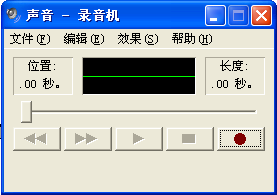 声音 - 录音机
文件(F) 编辑(E) 效果(S) 帮助(H)
位置:
.00 秒。
长度:
.00 秒。